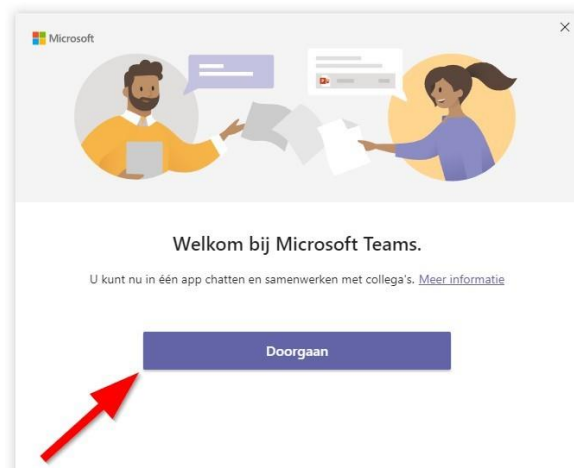 Microsoft
Welkom bij Microsoft Teams.
U kunt nu in één app chatten en samenwerken met collega's. Meer informatie
Doorgaan